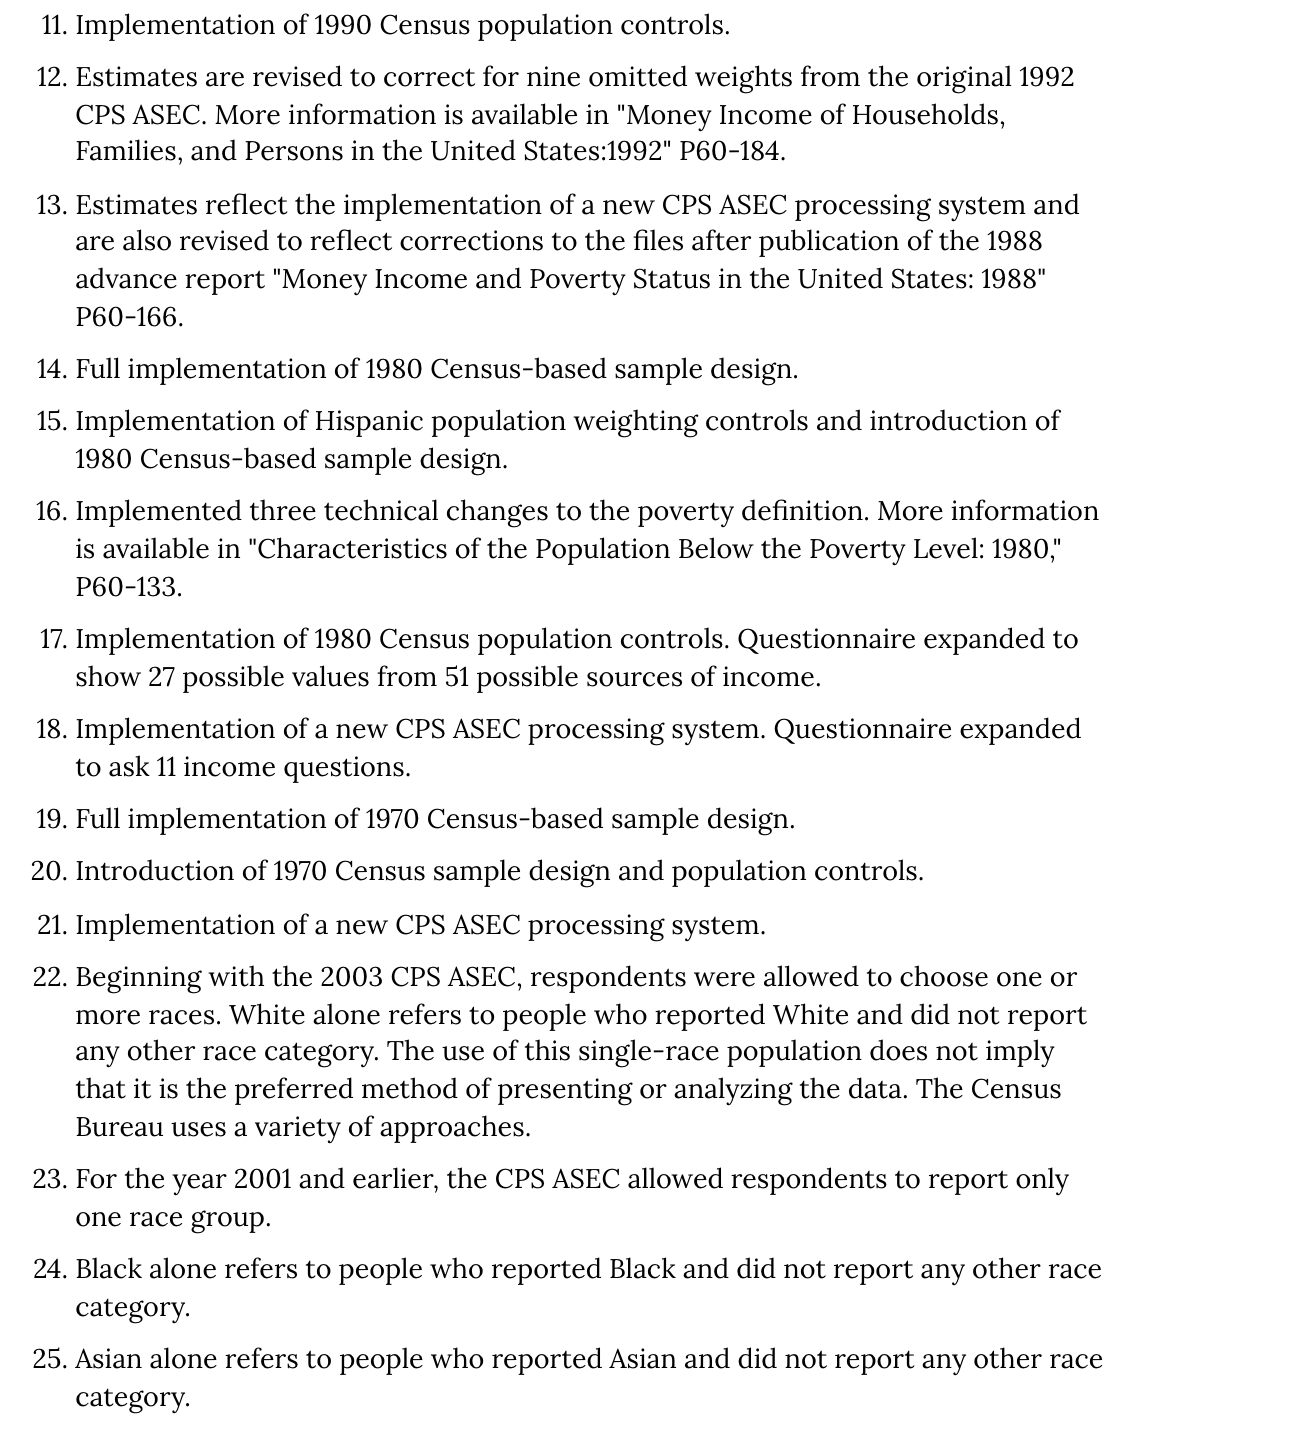 11. Implementation of 1990 Census population controls.
12. Estimates are revised to correct for nine omitted weights from the original 1992
CPS ASEC. More information is available in "Money Income of Households,
Families, and Persons in the United States:1992" P60-184.
13. Estimates reflect the implementation of a new CPS ASEC processing system and
are also revised to reflect corrections to the files after publication of the 1988
advance report "Money Income and Poverty Status in the United States: 1988"
P60-166.
14. Full implementation of 1980 Census-based sample design.
15. Implementation of Hispanic population weighting controls and introduction of
1980 Census-based sample design.
16. Implemented three technical changes to the poverty definition. More information
is available in "Characteristics of the Population Below the Poverty Level: 1980,"
P60-133.
17. Implementation of 1980 Census population controls. Questionnaire expanded to
show 27 possible values from 51 possible sources of income.
18. Implementation of a new CPS ASEC processing system. Questionnaire expanded
to ask 11 income questions.
19. Full implementation of 1970 Census-based sample design.
20. Introduction of 1970 Census sample design and population controls.
21. Implementation of a new CPS ASEC processing system.
22. Beginning with the 2003 CPS ASEC, respondents were allowed to choose one or
more races. White alone refers to people who reported White and did not report
any other race category. The use of this single-race population does not imply
that it is the preferred method of presenting or analyzing the data. The Census
Bureau uses a variety of approaches.
23. For the year 2001 and earlier, the CPS ASEC allowed respondents to report only
one race group.
24. Black alone refers to people who reported Black and did not report any other race
category.
25. Asian alone refers to people who reported Asian and did not report any other race
category.